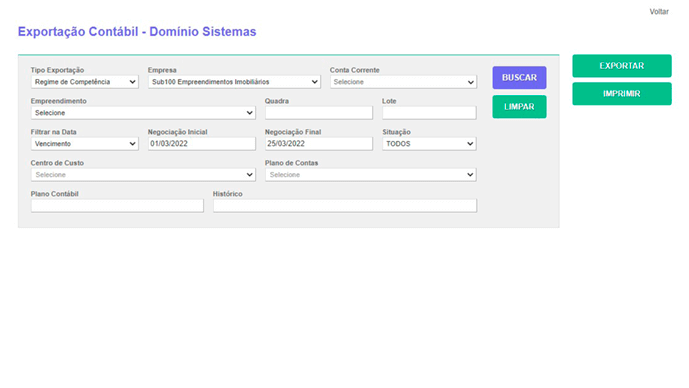 Voltar
Exportação Contábil - Domínio Sistemas
Tipo Exportação Empresa Conta Corrente
Regime de Competência Sub100 Empreendimentos Imobiliários Selecione
BUSCAR
EXPORTAR
Empreendimento Quadra Lote
Selecione
LIMPAR
IMPRIMIR
Filtrar na Data Negociação Inicial Negociação Final Situação
Vencimento 01/03/2022 25/03/2022 TODOS
Centro de Custo Plano de Contas
Selecione Selecione
Plano Contábil Histórico